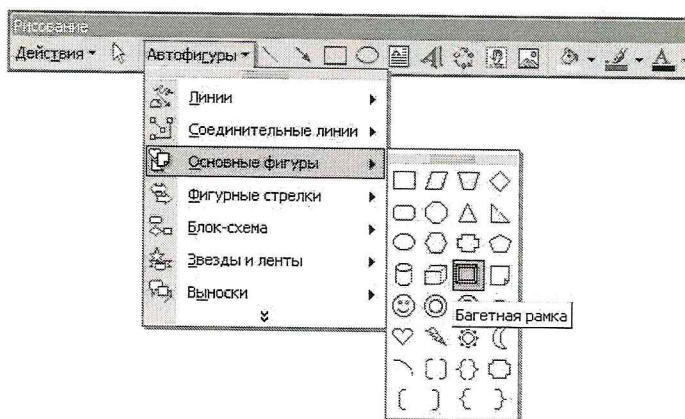 Рисование
Действия Автофигуры
Линии
Соединительные линии
Основные фигуры
Фигурные стрелки
Блок-схема
Звезды и ленты
Выноски
Багетная рамка